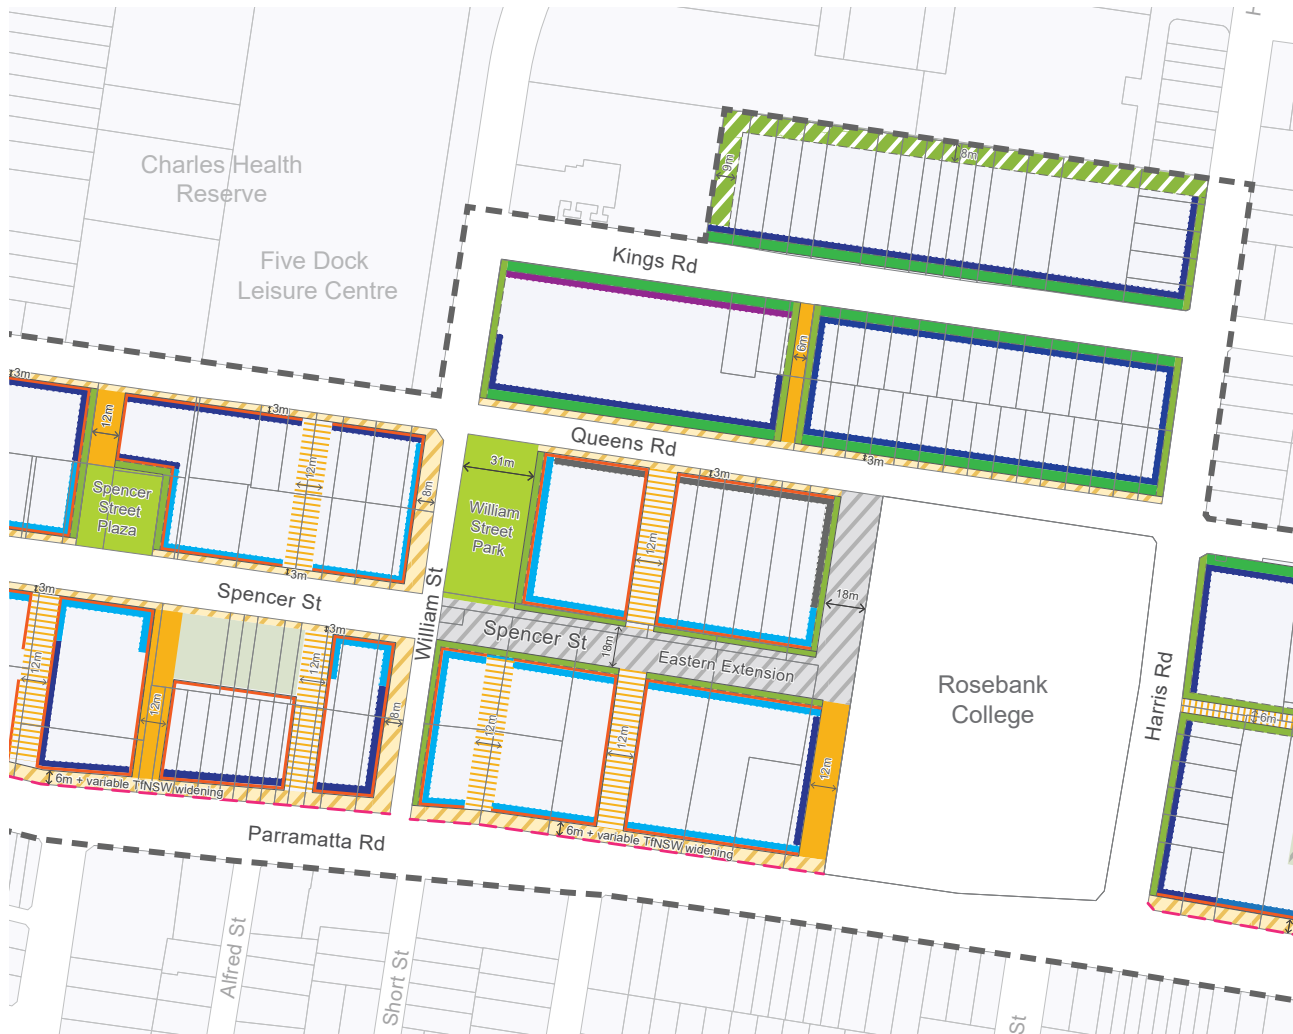 Charles Health
Reserve
Five Dock
Leisure Centre
8m
9m
Kings Rd
6m
3m
3m
12m
12m
8m
Spencer
Street
Plaza
31m
William
Street
Park
Queens Rd
3m
3m
12m
18m
3m
3m
Spencer St
William St
Spencer St
18m
Eastern Extension
3m
12m
12m
12m
8m
12m
12m
12m
Rosebank
College
Harris Rd
6m
6m + variable TfNSW widening
6m + variable TfNSW widening
Parramatta Rd
Alfred St
Short St
St